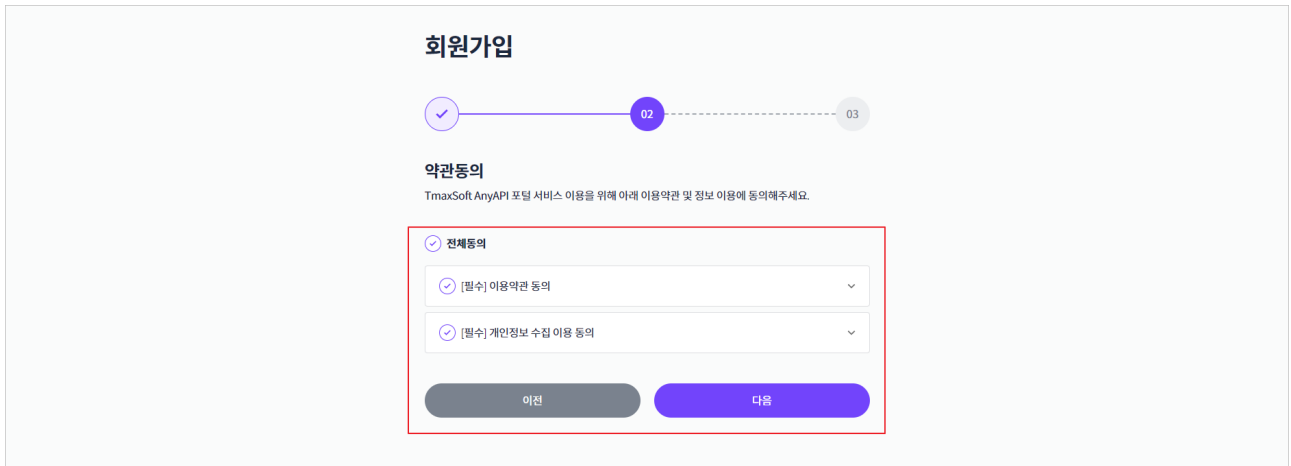 회원가입
02
03
약관동의
TmaxSoft AnyAPI 포털 서비스 이용을 위해 아래 이용약관 및 정보 이용에 동의해주세요.
전체동의
[필수] 이용약관 동의
[필수] 개인정보 수집 이용 동의
이전
다음